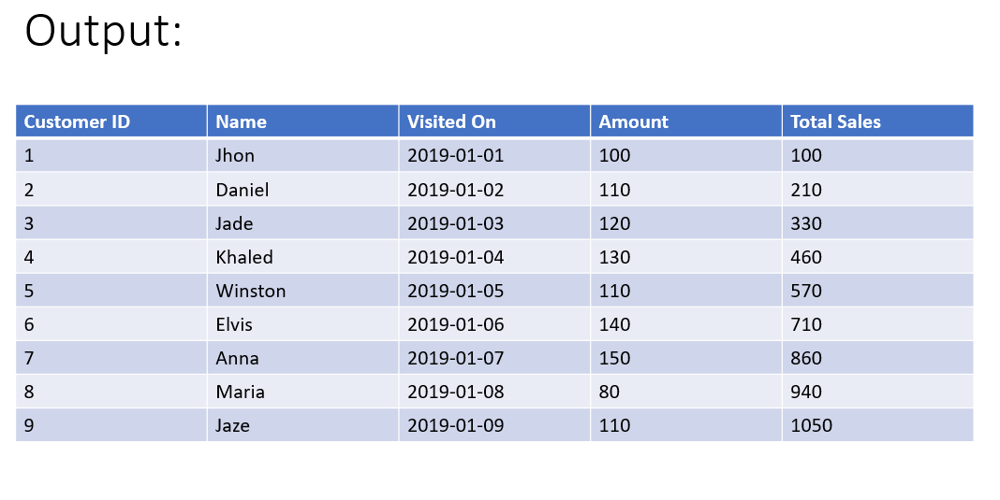 Output:
Customer ID Name Visited On Amount Total Sales
1 Jhon 2019-01-01 100 100
2 Daniel 2019-01-02 110 210
3 Jade 2019-01-03 120 330
4 Khaled 2019-01-04 130 460
5 Winston 2019-01-05 110 570
6 Elvis 2019-01-06 140 710
7 Anna 2019-01-07 150 860
8 Maria 2019-01-08 80 940
9 Jaze 2019-01-09 110 1050